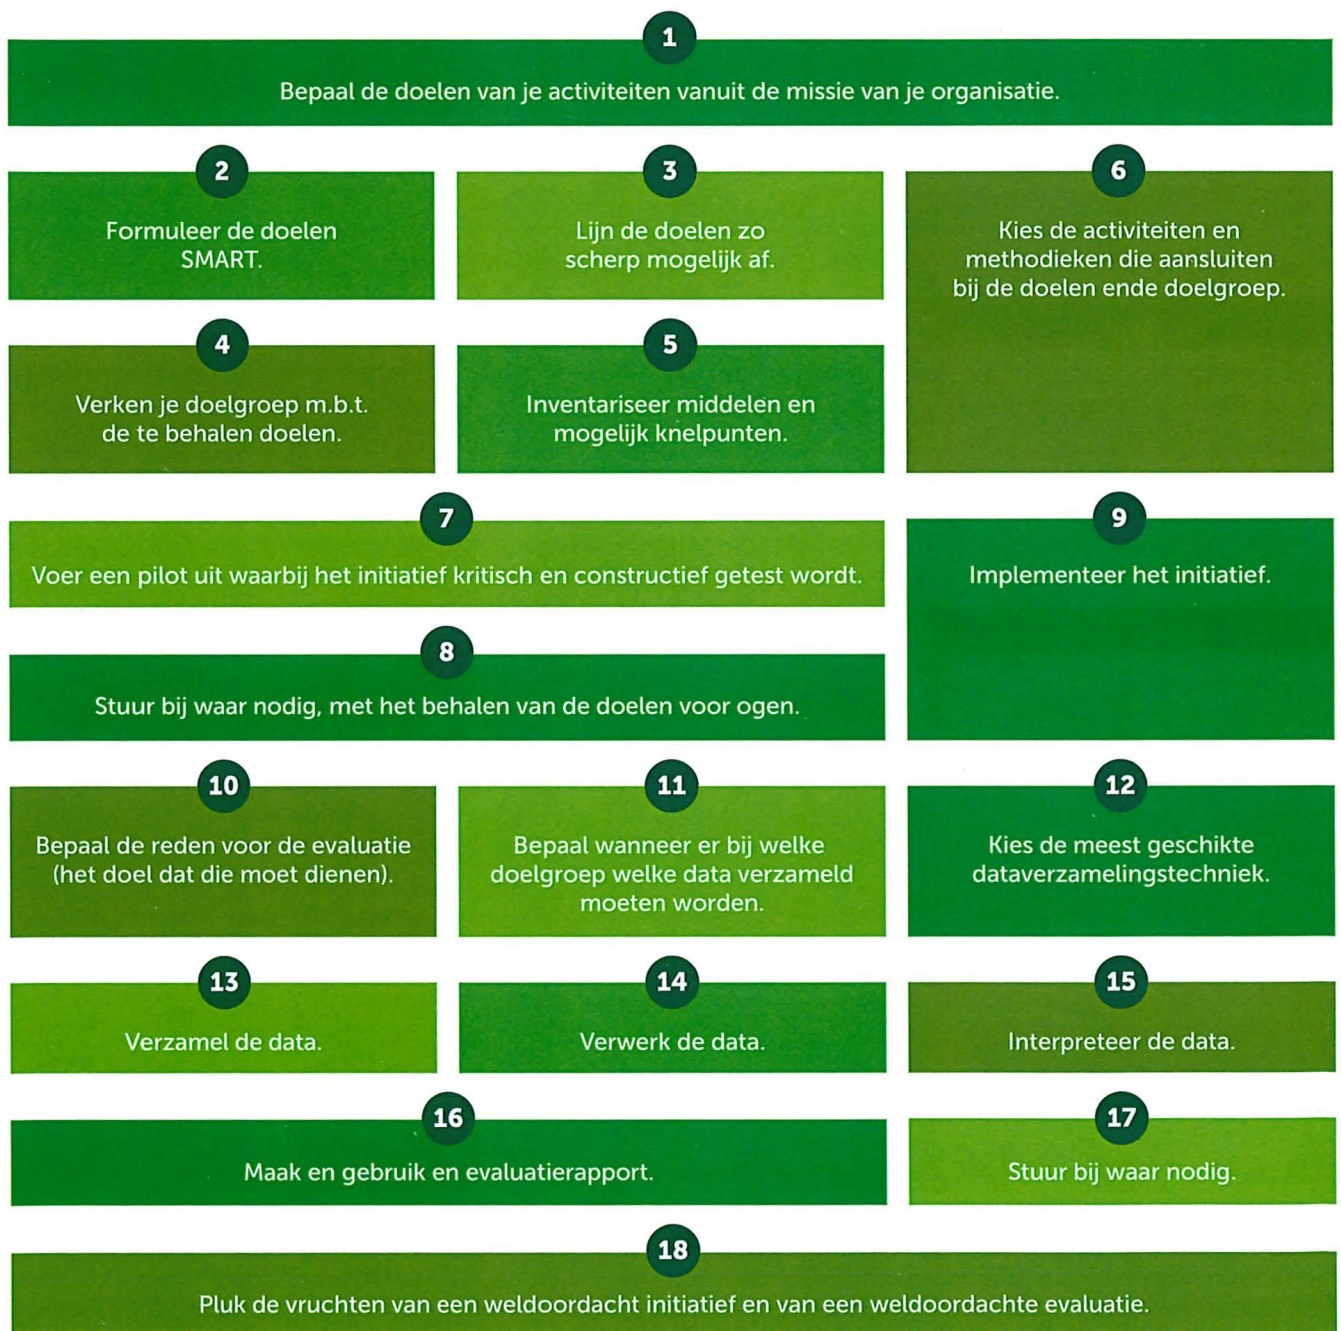 1
Bepaal de doelen van je activiteiten vanuit de missie van je organisatie.
2
Formuleer de doelen
SMART.
3
Lijn de doelen zo
scherp mogelijk af.
6
Kies de activiteiten en
methodieken die aansluiten
bij de doelen ende doelgroep.
4
Verken je doelgroep m.b.t.
de te behalen doelen.
5
Inventariseer middelen en
mogelijk knelpunten.
7
Voer een pilot uit waarbij het initiatief kritisch en constructief getest wordt.
9
Implementeer het initiatief.
8
Stuur bij waar nodig, met het behalen van de doelen voor ogen.
10
Bepaal de reden voor de evaluatie
(het doel dat die moet dienen).
11
Bepaal wanneer er bij welke
doelgroep welke data verzameld
moeten worden.
12
Kies de meest geschikte
dataverzamelingstechniek.
13
Verzamel de data.
14
Verwerk de data.
15
Interpreteer de data.
16
Maak en gebruik en evaluatierapport.
17
Stuur bij waar nodig.
18
Pluk de vruchten van een weldoordacht initiatief en van een weldoordachte evaluatie.